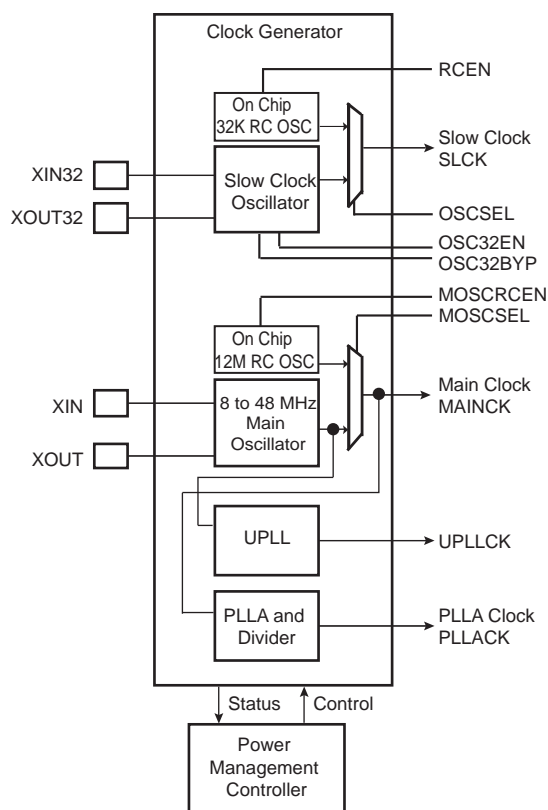 Clock Generator
RCEN
On Chip
32K RC OSC
Slow Clock
SLCK
XIN32
Slow Clock
Oscillator
XOUT32
OSCSEL
OSC32EN
OSC32BYP
MOSCRCEN
MOSCSEL
On Chip
12M RC OSC
Main Clock
MAINCK
XIN
8 to 48 MHz
Main
Oscillator
XOUT
UPLL
UPLLCK
PLLA and
Divider
PLLA Clock
PLLACK
Status
Control
Power
Management
Controller